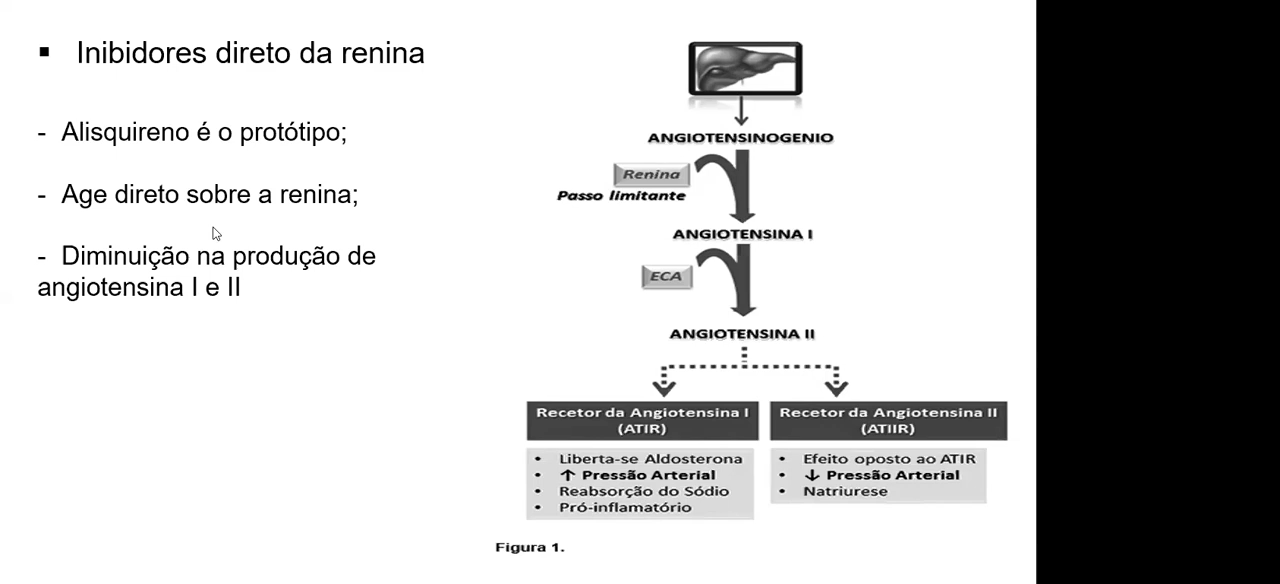 ▪ Inibidores direto da renina
- Alisquireno é o protótipo;
- Age direto sobre a renina;
- Diminuição na produção de
angiotensina I e II
ANGIOTENSINOGENIO
Renina
Passo limitante
ANGIOTENSINA I
ECA
ANGIOTENSINA II
Recetor da Angiotensina I
(ATIR)
• Liberta-se Aldosterona
• ↑ Pressão Arterial
• Reabsorção do Sódio
• Pró-inflamatório
Recetor da Angiotensina II
(ATIIR)
• Efeito oposto ao ATIR
• ↓ Pressão Arterial
• Natriurese
Figura 1.